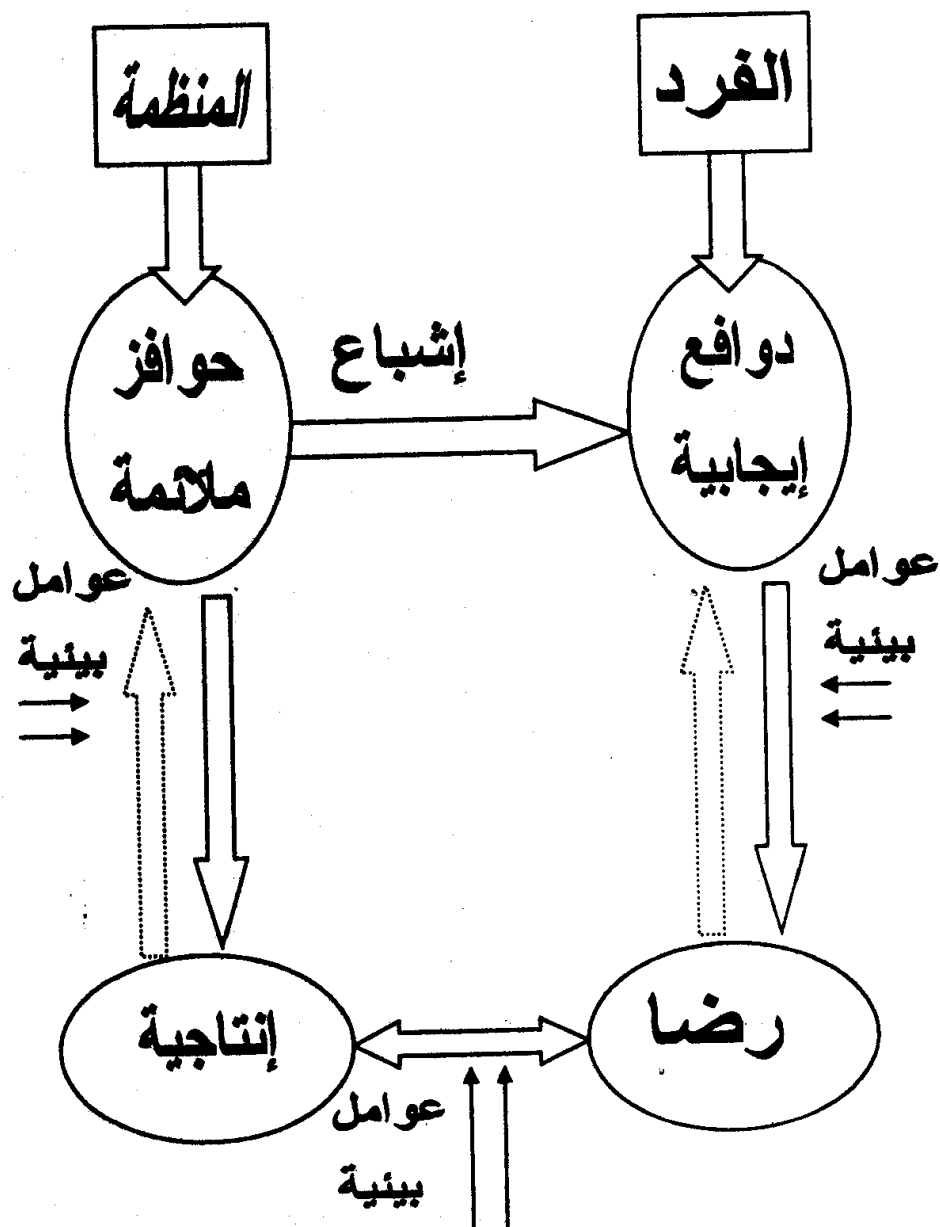 الفرد
المنظمة
دوافع
إيجابية
إشباع
حوافز
ملائمة
عوامل
بيئية
عوامل
بيئية
رضا
إنتاجية
عوامل
بيئية